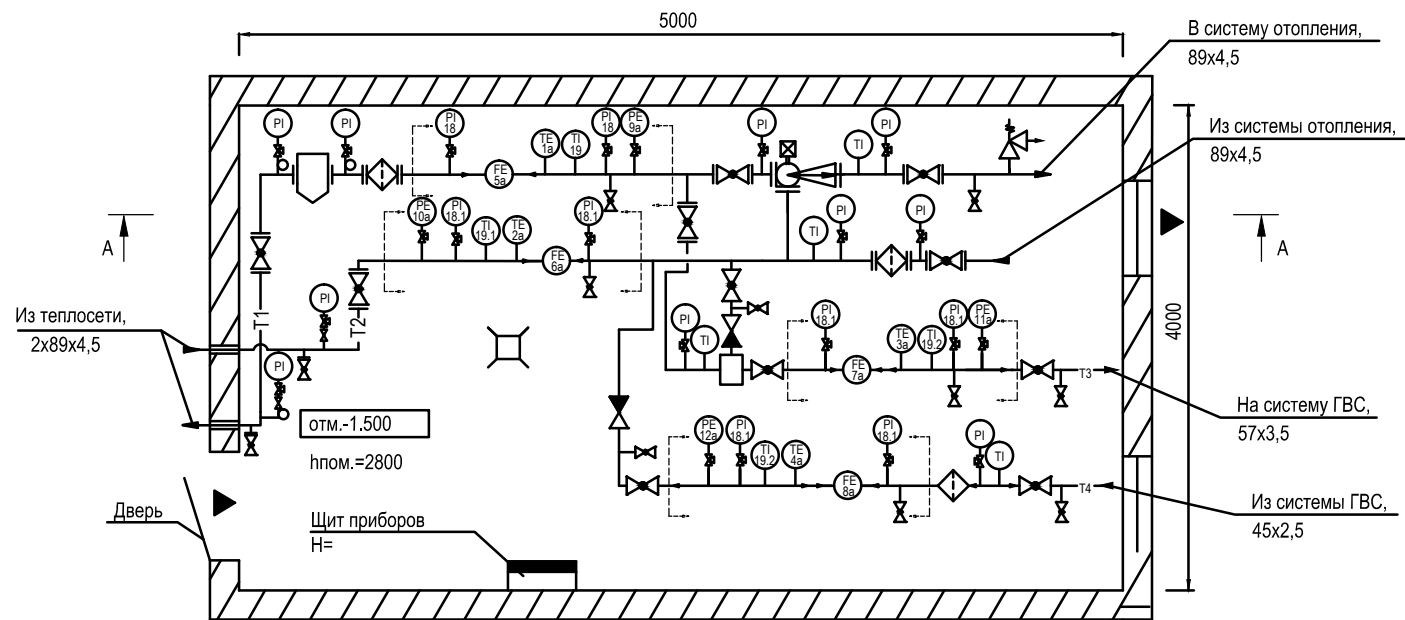 5000
В систему отопления,
89х4,5
Из системы отопления,
89х4,5
PI
PI
PI
18
TE
1a
TI
19
PI
18
PE
9a
PI
TI
PI
FE
5a
A
PE
10a
PI
18.1
TI
19.1
TE
2a
PI
18.1
FE
6a
TI
PI
PI
A
Из теплосети,
2х89х4,5
T1
T2
PI
PI
PI
TI
PI
18.1
FE
7a
TE
3a
TI
19.2
PI
18.1
PE
11a
T3
4000
На систему ГВС,
57х3,5
отм.-1.500
hпом.=2800
PE
12a
PI
18.1
TI
19.2
TE
4a
FE
8a
PI
18.1
PI
TI
T4
Из системы ГВС,
45х2,5
Дверь
Щит приборов
H=